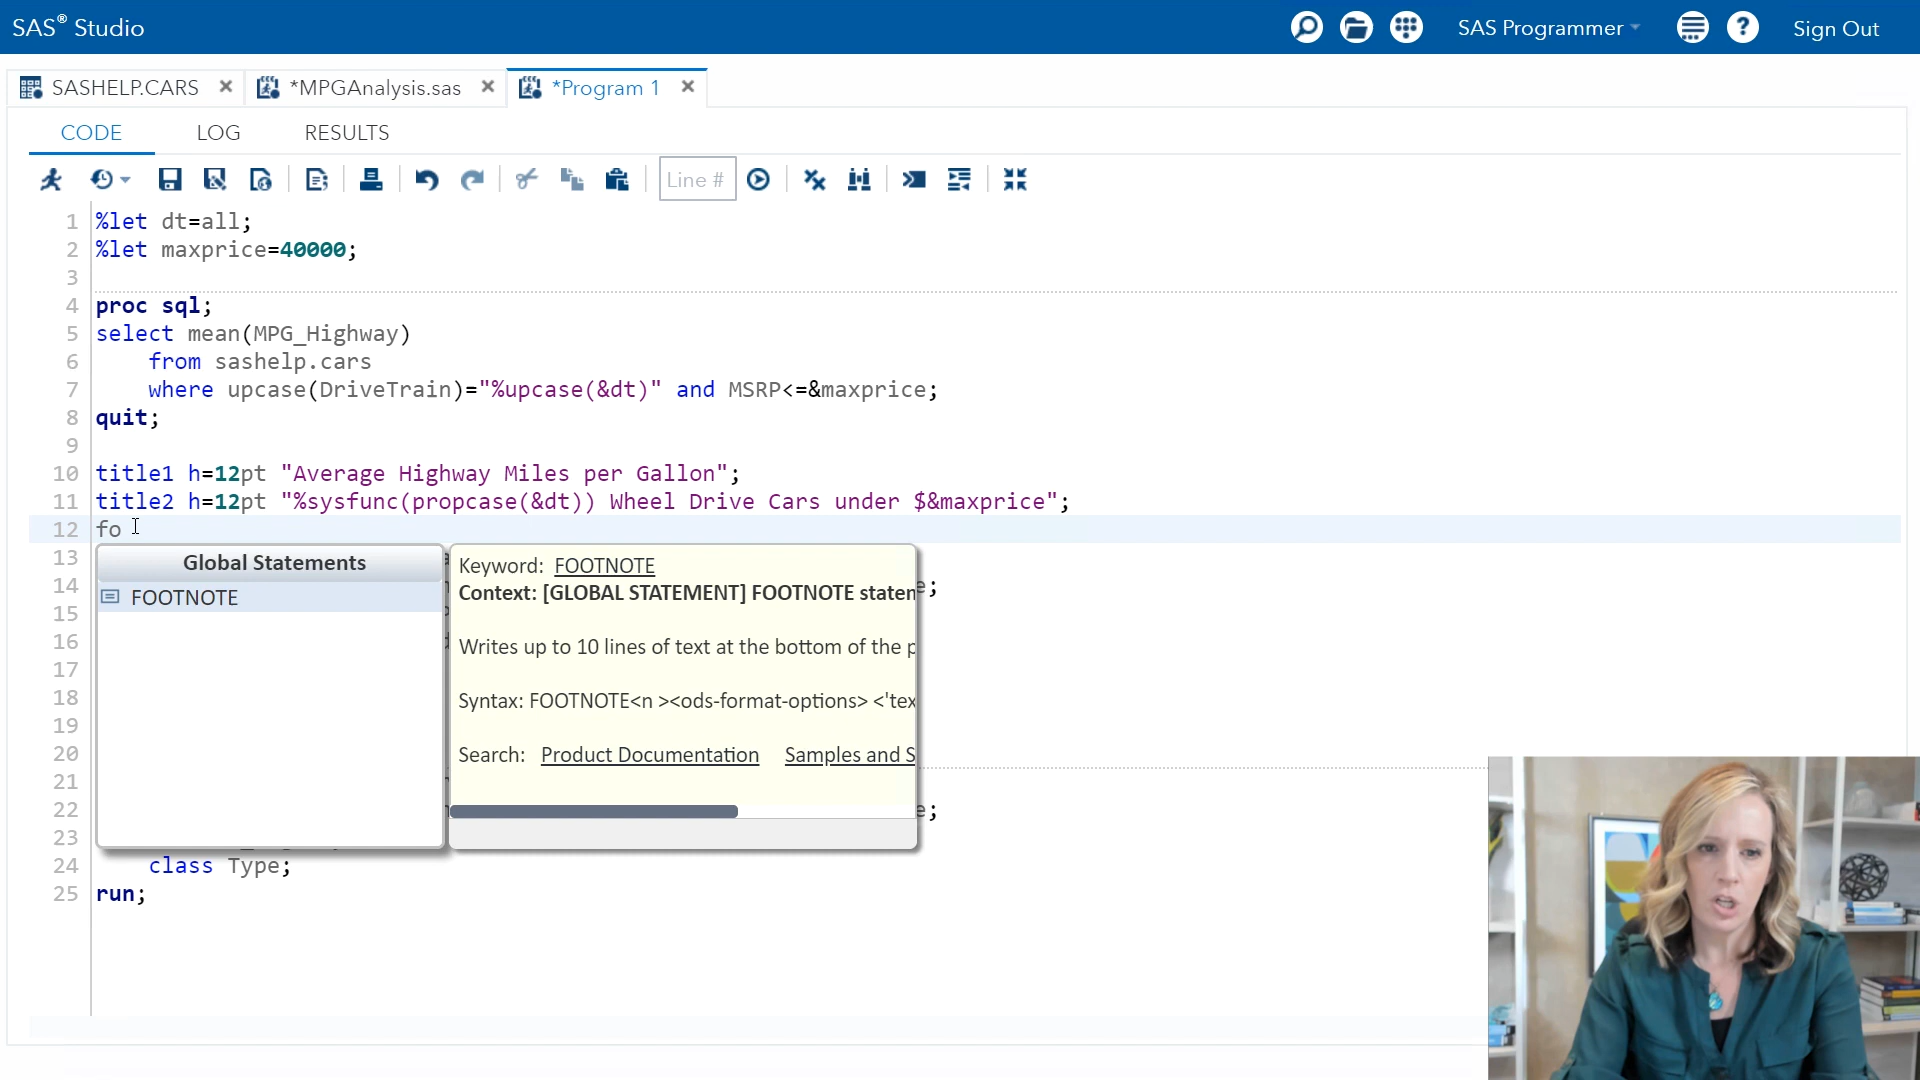 SAS® Studio
SAS Programmer
Sign Out
SASHELP.CARS
*MPGAnalysis.sas
*Program 1
CODE
LOG
RESULTS
Line #
1 %let dt=all;
2 %let maxprice=40000;
3
4 proc sql;
5 select mean(MPG_Highway)
6 from sashelp.cars
7 where upcase(DriveTrain)="%upcase(&dt)" and MSRP<=&maxprice;
8 quit;
9
10 title1 h=12pt "Average Highway Miles per Gallon";
11 title2 h=12pt "%sysfunc(propcase(&dt)) Wheel Drive Cars under $&maxprice";
12 fo
13
14 e;
15
16
17
18
19
20
21
22 e;
23
24 class Type;
25 run;
Global Statements
FOOTNOTE
Keyword: FOOTNOTE
Context: [GLOBAL STATEMENT] FOOTNOTE statem
Writes up to 10 lines of text at the bottom of the p
Syntax: FOOTNOTE<n ><ods-format-options> <'tex
Search: Product Documentation Samples and S